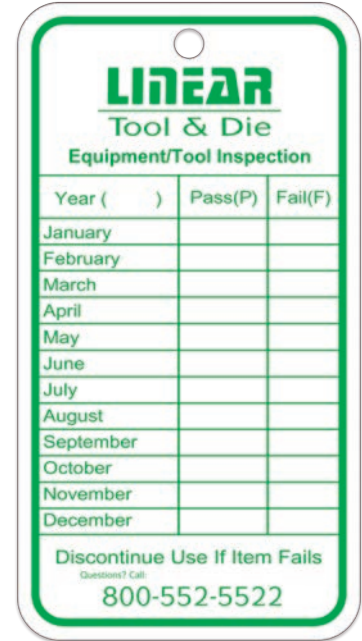 LINEAR
Tool & Die
Equipment/Tool Inspection
Year ( ) Pass(P) Fail(F)
January
February
March
April
May
June
July
August
September
October
November
December
Discontinue Use If Item Fails
Questions? Call:
800-552-5522